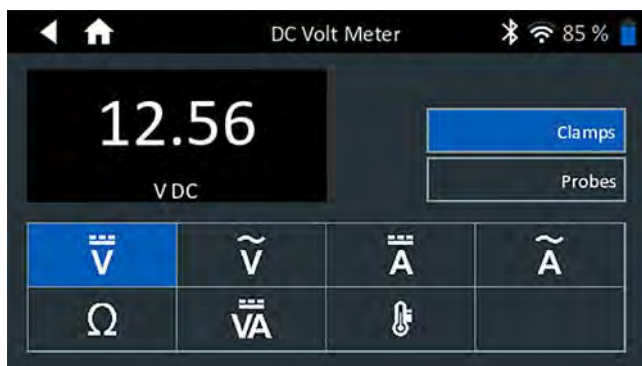 DC Volt Meter 85 %
12.56
V DC
Clamps
Probes
V V A A
Ω VA